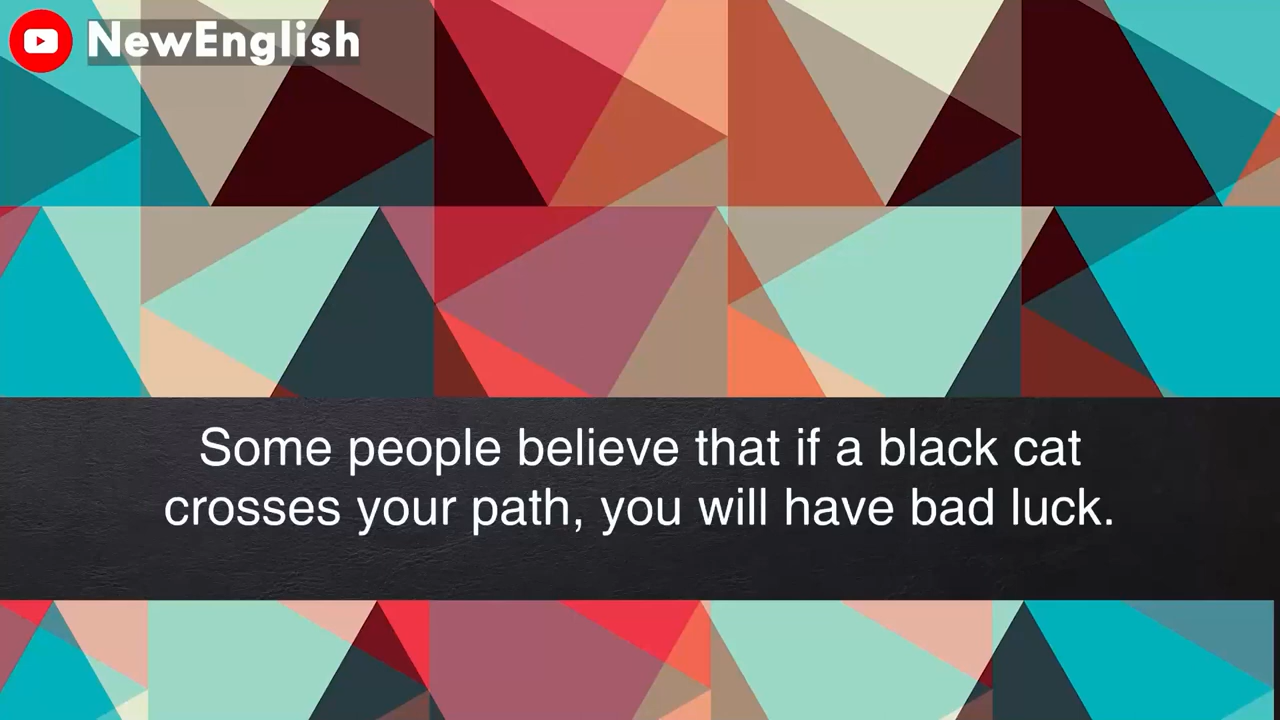 NewEnglish
Some people believe that if a black cat
crosses your path, you will have bad luck.